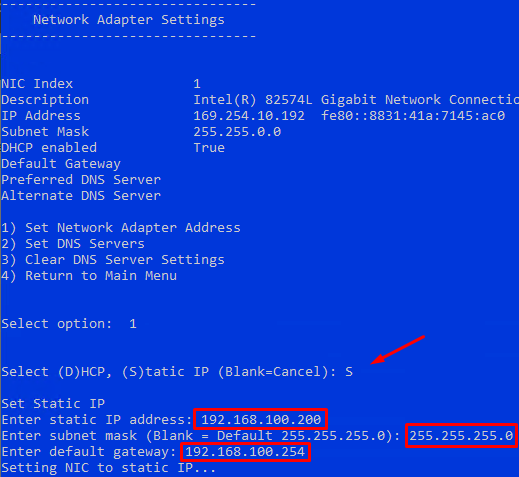 --------------------------------
Network Adapter Settings
--------------------------------
NIC Index 1
Description Intel(R) 82574L Gigabit Network Connectio
IP Address 169.254.10.192 fe80::8831:41a:7145:ac0
Subnet Mask 255.255.0.0
DHCP enabled True
Default Gateway
Preferred DNS Server
Alternate DNS Server
1) Set Network Adapter Address
2) Set DNS Servers
3) Clear DNS Server Settings
4) Return to Main Menu
Select option: 1
Select (D)HCP, (S)tatic IP (Blank=Cancel): S
Set Static IP
Enter static IP address: 192.168.100.200
Enter subnet mask (Blank = Default 255.255.255.0): 255.255.255.0
Enter default gateway: 192.168.100.254
Setting NIC to static IP...